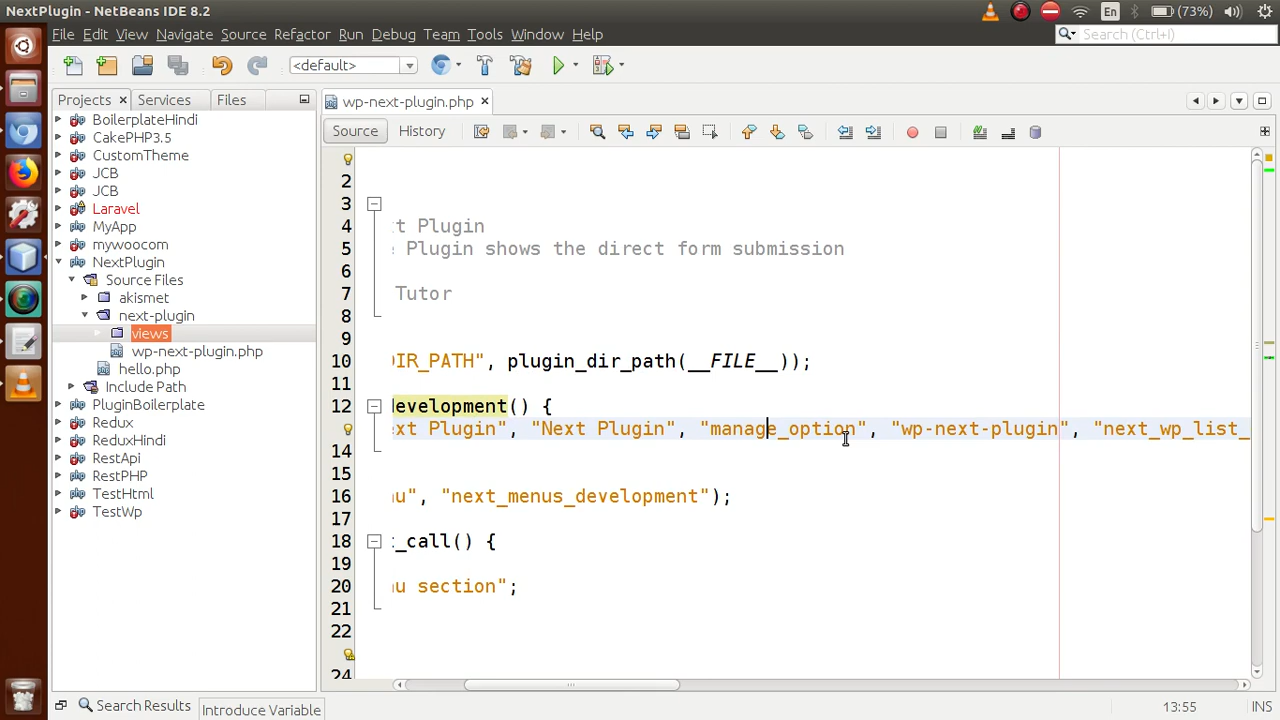 NextPlugin - NetBeans IDE 8.2
En
(73%)
File Edit View Navigate Source Refactor Run Debug Team Tools Window Help
Search (Ctrl+I)
<default>
Projects
Services
Files
wp-next-plugin.php
Source
History
BoilerplateHindi
CakePHP3.5
CustomTheme
JCB
JCB
Laravel
MyApp
mywoocom
NextPlugin
Source Files
akismet
next-plugin
views
wp-next-plugin.php
hello.php
Include Path
PluginBoilerplate
Redux
ReduxHindi
RestApi
RestPHP
TestHtml
TestWp
2
3
4 xt Plugin
5 e Plugin shows the direct form submission
6
7 Tutor
8
9
10 DIR_PATH", plugin_dir_path(__FILE__));
11
12 development() {
ext Plugin", "Next Plugin", "manage_option", "wp-next-plugin", "next_wp_list_
14
15
16 nu", "next_menus_development");
17
18 _call() {
19
20 nu section";
21
22
24
Search Results
Introduce Variable
13:55
INS